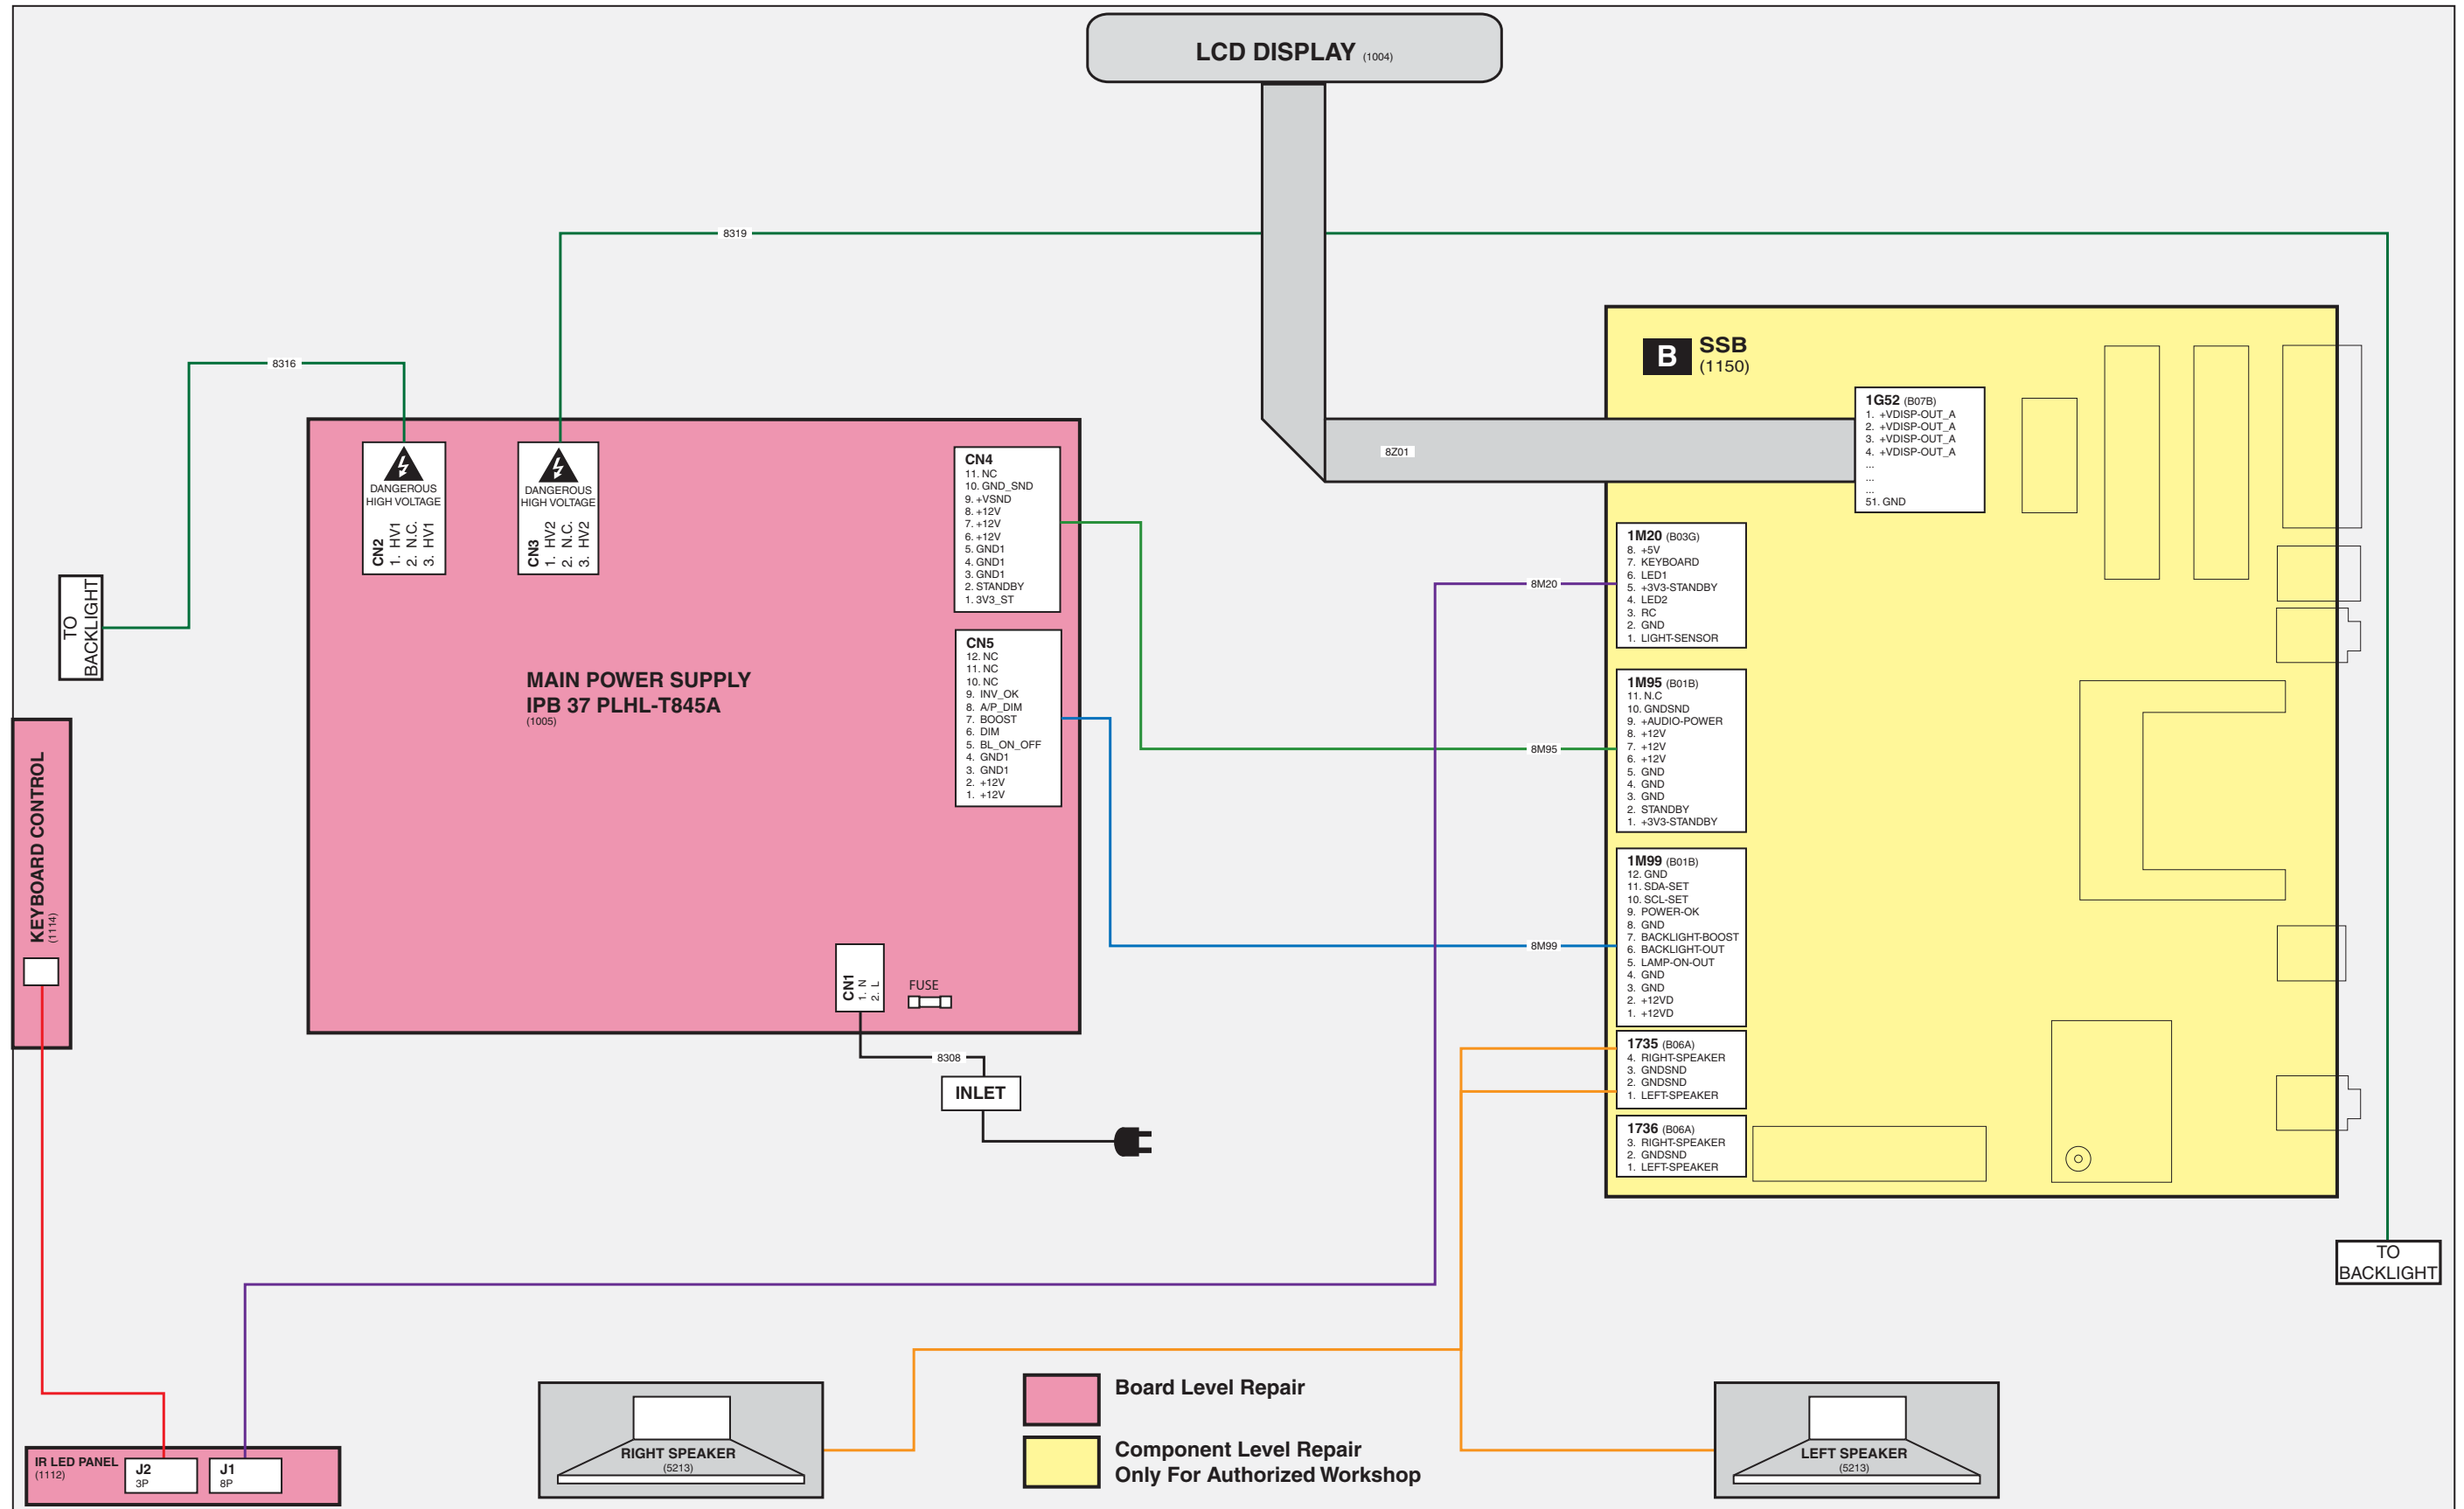 LCD DISPLAY (1004)
8319
8316
B SSB
(1150)
1G52 (B07B)
1. +VDISP-OUT_A
2. +VDISP-OUT_A
3. +VDISP-OUT_A
4. +VDISP-OUT_A
...
...
...
51. GND
8Z01
DANGEROUS
HIGH VOLTAGE
CN2
1. HV1
2. N.C.
3. HV1
DANGEROUS
HIGH VOLTAGE
CN3
1. HV2
2. N.C.
3. HV2
CN4
11. NC
10. GND_SND
9. +VSND
8. +12V
7. +12V
6. +12V
5. GND1
4. GND1
3. GND1
2. STANDBY
1. 3V3_ST
CN5
12. NC
11. NC
10. NC
9. INV_OK
8. A/P_DIM
7. BOOST
6. DIM
5. BL_ON_OFF
4. GND1
3. GND1
2. +12V
1. +12V
MAIN POWER SUPPLY
IPB 37 PLHL-T845A
(1005)
CN1
1. N
2. L
FUSE
8308
INLET
TO
BACKLIGHT
KEYBOARD CONTROL
(1114)
8M20
8M95
8M99
1M20 (B03G)
8. +5V
7. KEYBOARD
6. LED1
5. +3V3-STANDBY
4. LED2
3. RC
2. GND
1. LIGHT-SENSOR
1M95 (B01B)
11. N.C
10. GNDSND
9. +AUDIO-POWER
8. +12V
7. +12V
6. +12V
5. GND
4. GND
3. GND
2. STANDBY
1. +3V3-STANDBY
1M99 (B01B)
12. GND
11. SDA-SET
10. SCL-SET
9. POWER-OK
8. GND
7. BACKLIGHT-BOOST
6. BACKLIGHT-OUT
5. LAMP-ON-OUT
4. GND
3. GND
2. +12VD
1. +12VD
1735 (B06A)
4. RIGHT-SPEAKER
3. GNDSND
2. GNDSND
1. LEFT-SPEAKER
1736 (B06A)
3. RIGHT-SPEAKER
2. GNDSND
1. LEFT-SPEAKER
TO
BACKLIGHT
IR LED PANEL
(1112)
J2
3P
J1
8P
RIGHT SPEAKER
(5213)
Board Level Repair
Component Level Repair
Only For Authorized Workshop
LEFT SPEAKER
(5213)